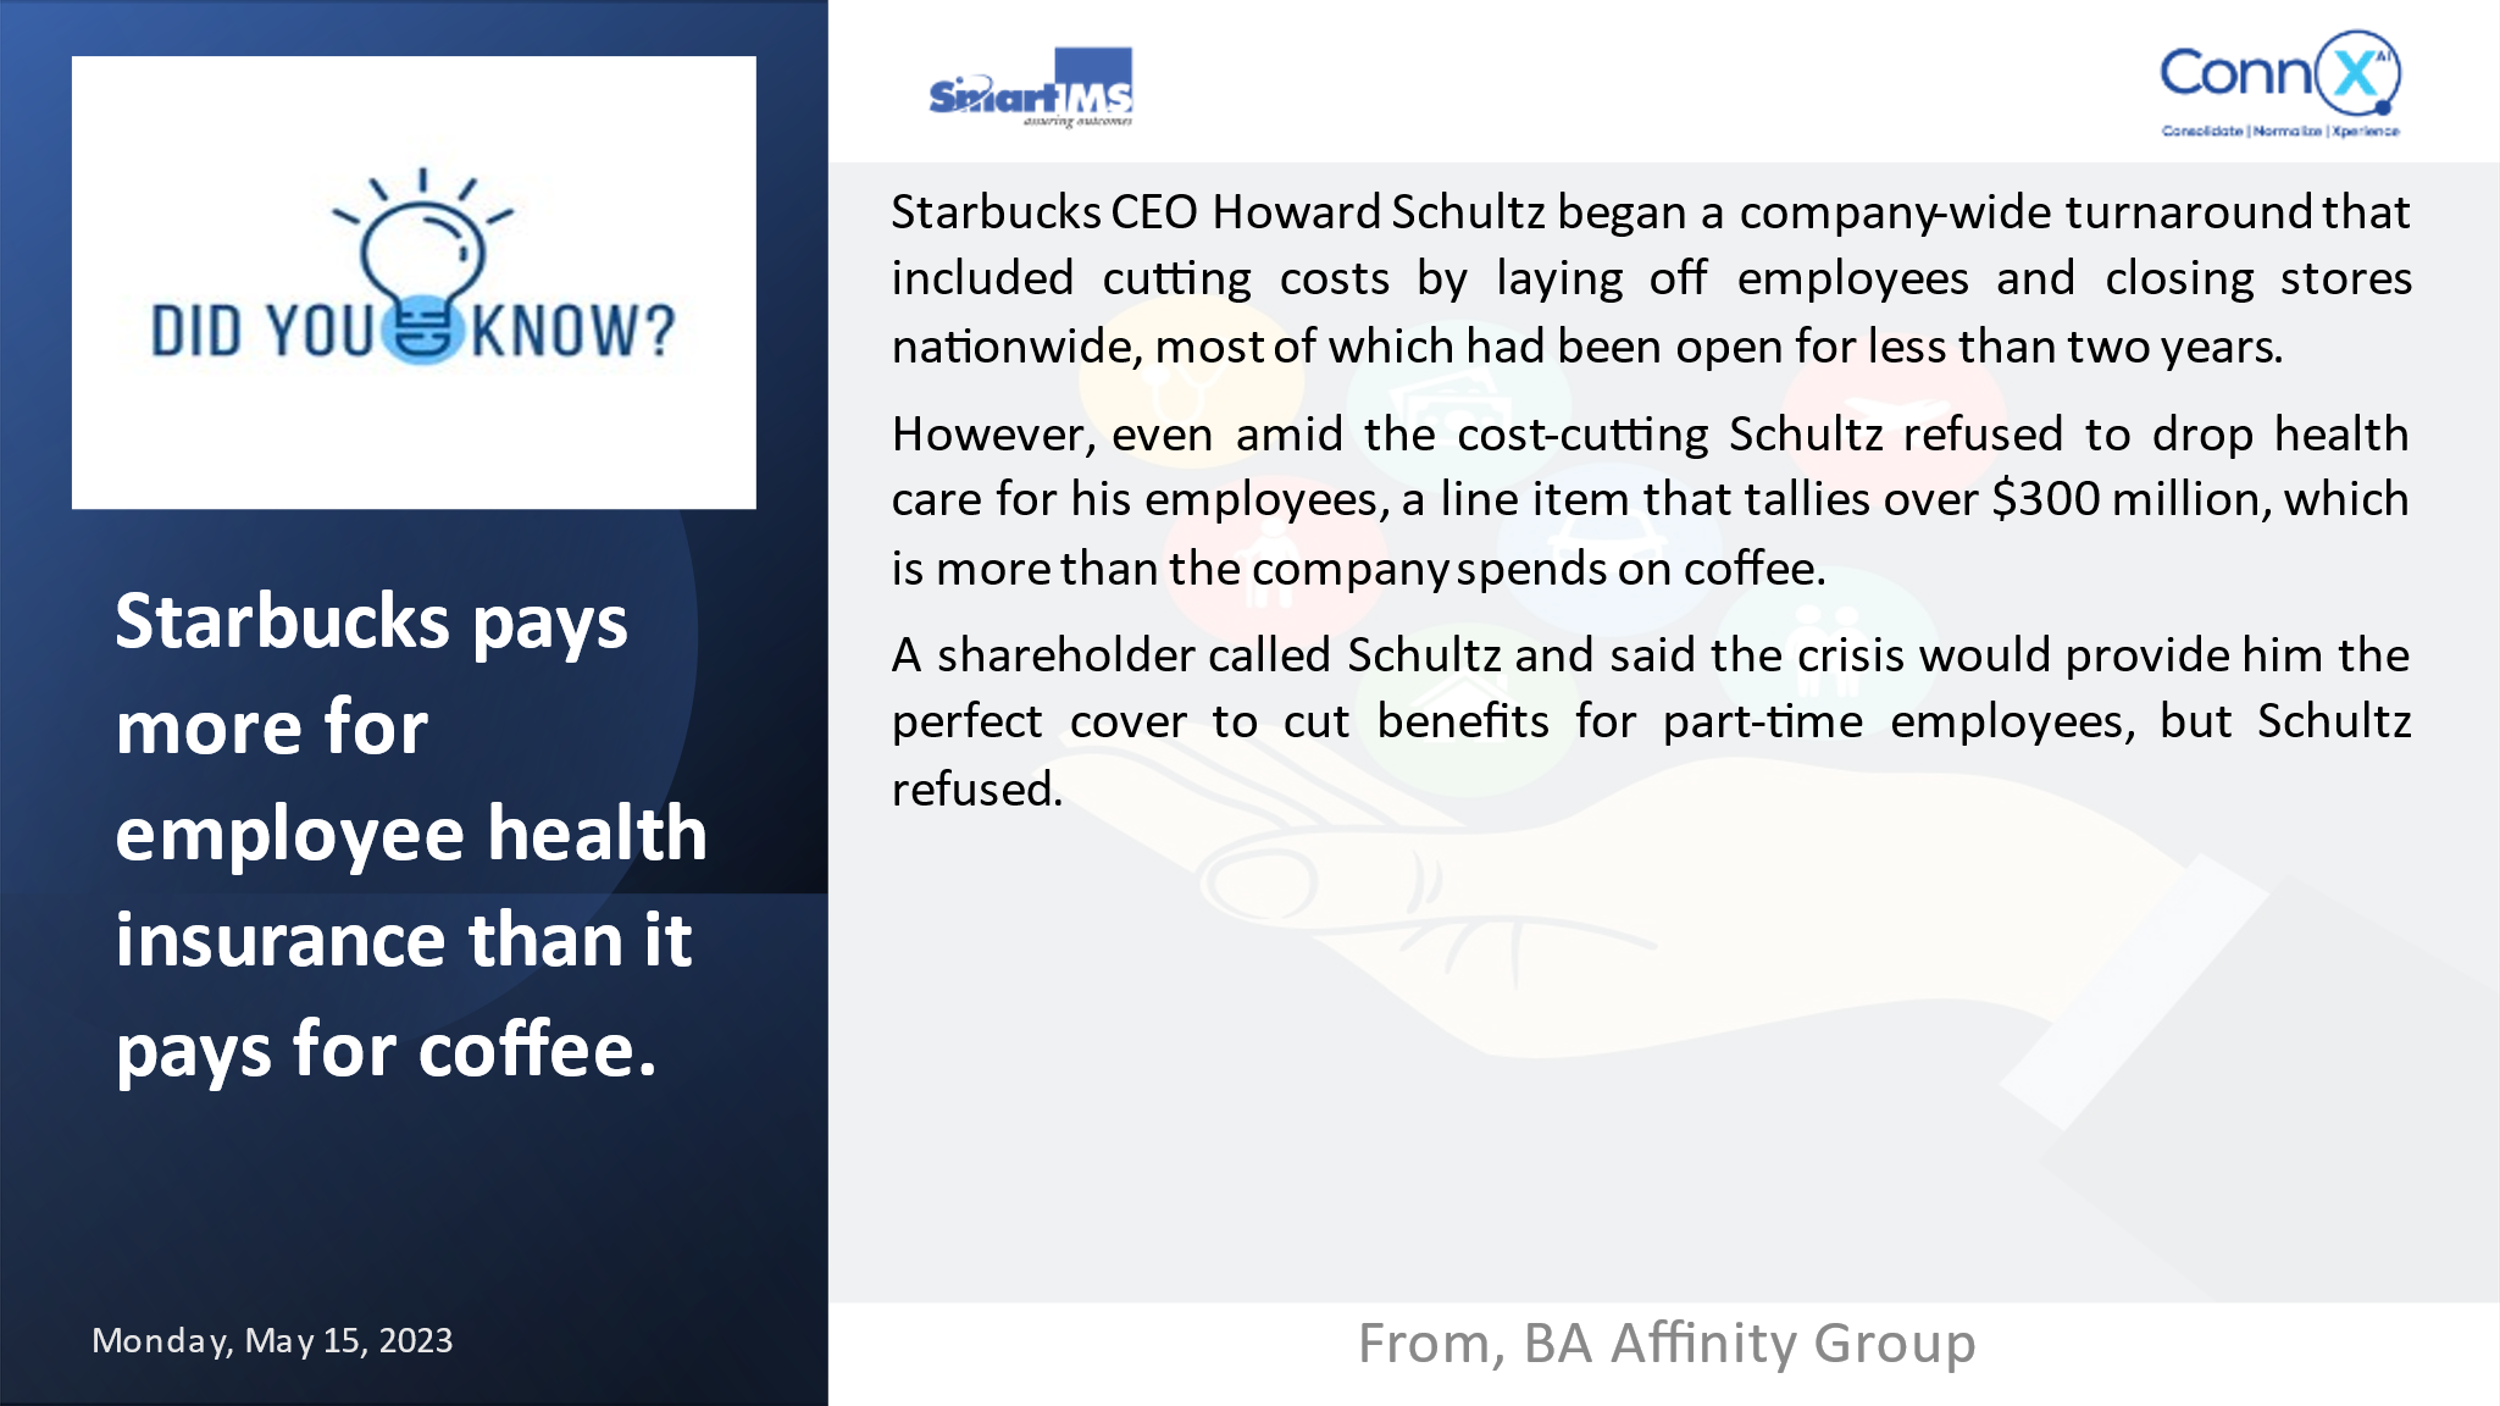 DID YOU KNOW?
Starbucks pays
more for
employee health
insurance than it
pays for coffee.
Monday, May 15, 2023
SmartIMS
assuring outcomes
ConnX AI
Consolidate | Normalize | Xperience
Starbucks CEO Howard Schultz began a company-wide turnaround that
included cutting costs by laying off employees and closing stores
nationwide, most of which had been open for less than two years.
However, even amid the cost-cutting Schultz refused to drop health
care for his employees, a line item that tallies over $300 million, which
is more than the company spends on coffee.
A shareholder called Schultz and said the crisis would provide him the
perfect cover to cut benefits for part-time employees, but Schultz
refused.
From, BA Affinity Group